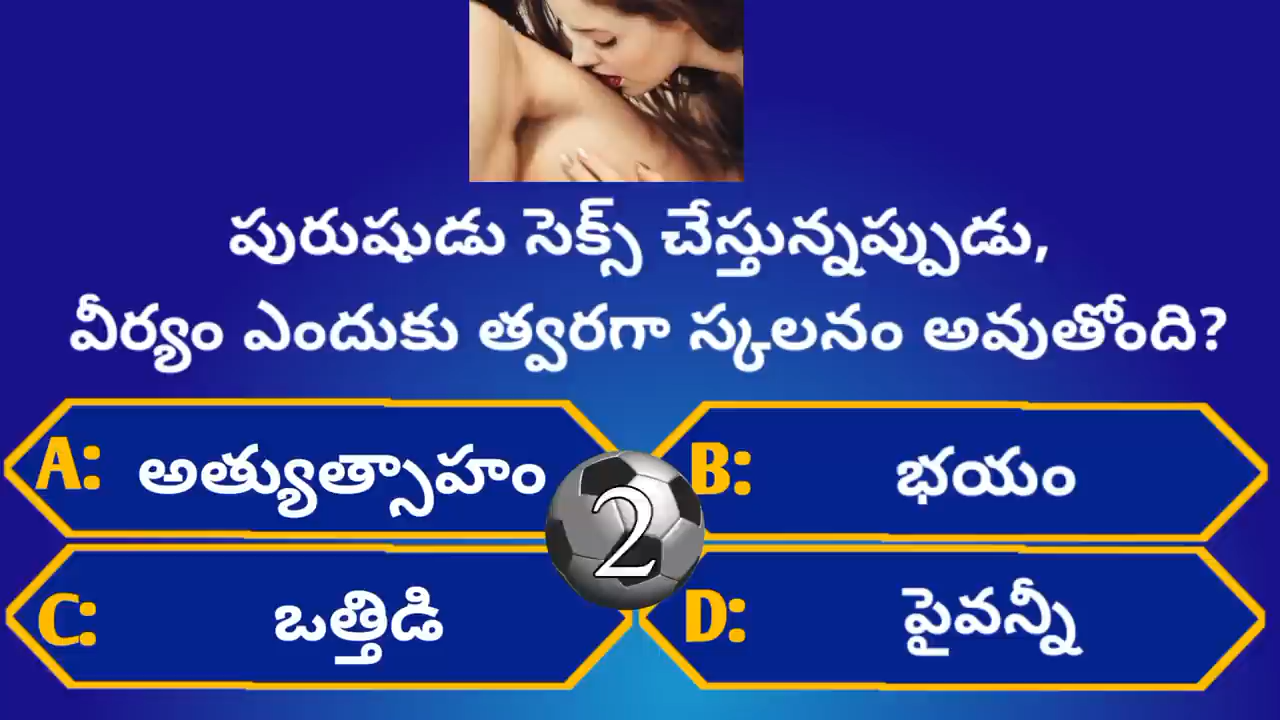 పురుషుడు సెక్స్ చేస్తున్నప్పుడు,
వీర్యం ఎందుకు త్వరగా స్కలనం అవుతోంది?
A: అత్యుత్సాహం
B: భయం
2
C: ఒత్తిడి
D: పైవన్నీ